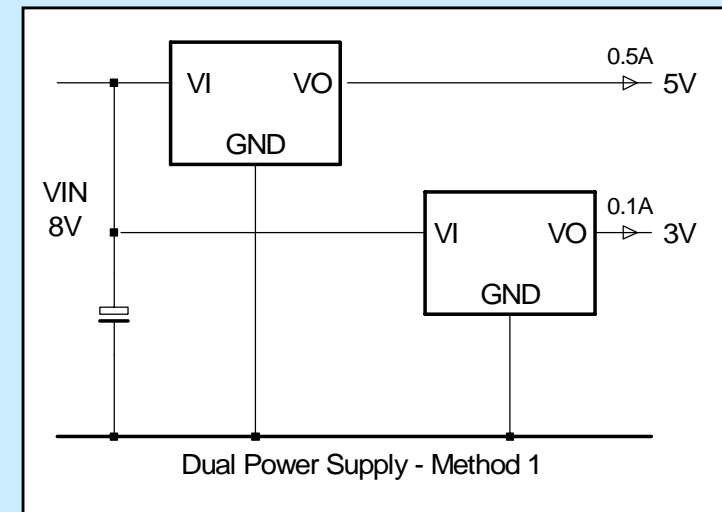 0.5A
VI VO 5V
GND
VIN
8V
0.1A
VI VO 3V
GND
Dual Power Supply - Method 1